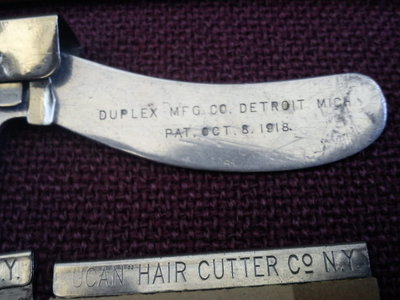 DUPLEX MFG. CO. DETROIT MICH
PAT. OCT. 8. 1918.
Y.
"UCAN" HAIR CUTTER Co N.Y.